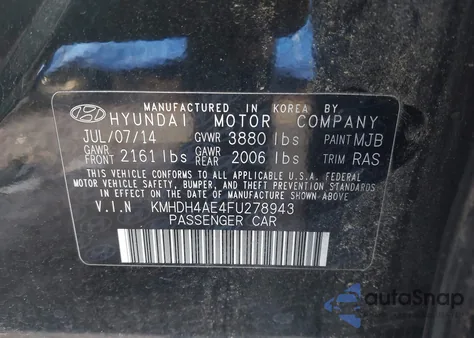 MANUFACTURED IN KOREA BY
HYUNDAI MOTOR COMPANY
JUL/07/14 GVWR 3880 lbs PAINT MJB
GAWR FRONT 2161 lbs GAWR REAR 2006 lbs TRIM RAS
THIS VEHICLE CONFORMS TO ALL APPLICABLE U.S. FEDERAL
MOTOR VEHICLE SAFETY, BUMPER, AND THEFT PREVENTION
STANDARDS IN EFFECT ON THE DATE OF MANUFACTURE SHOWN-ABOVE
V.I.N KMHDH4AE4FU278943
PASSENGER CAR
autoSnap